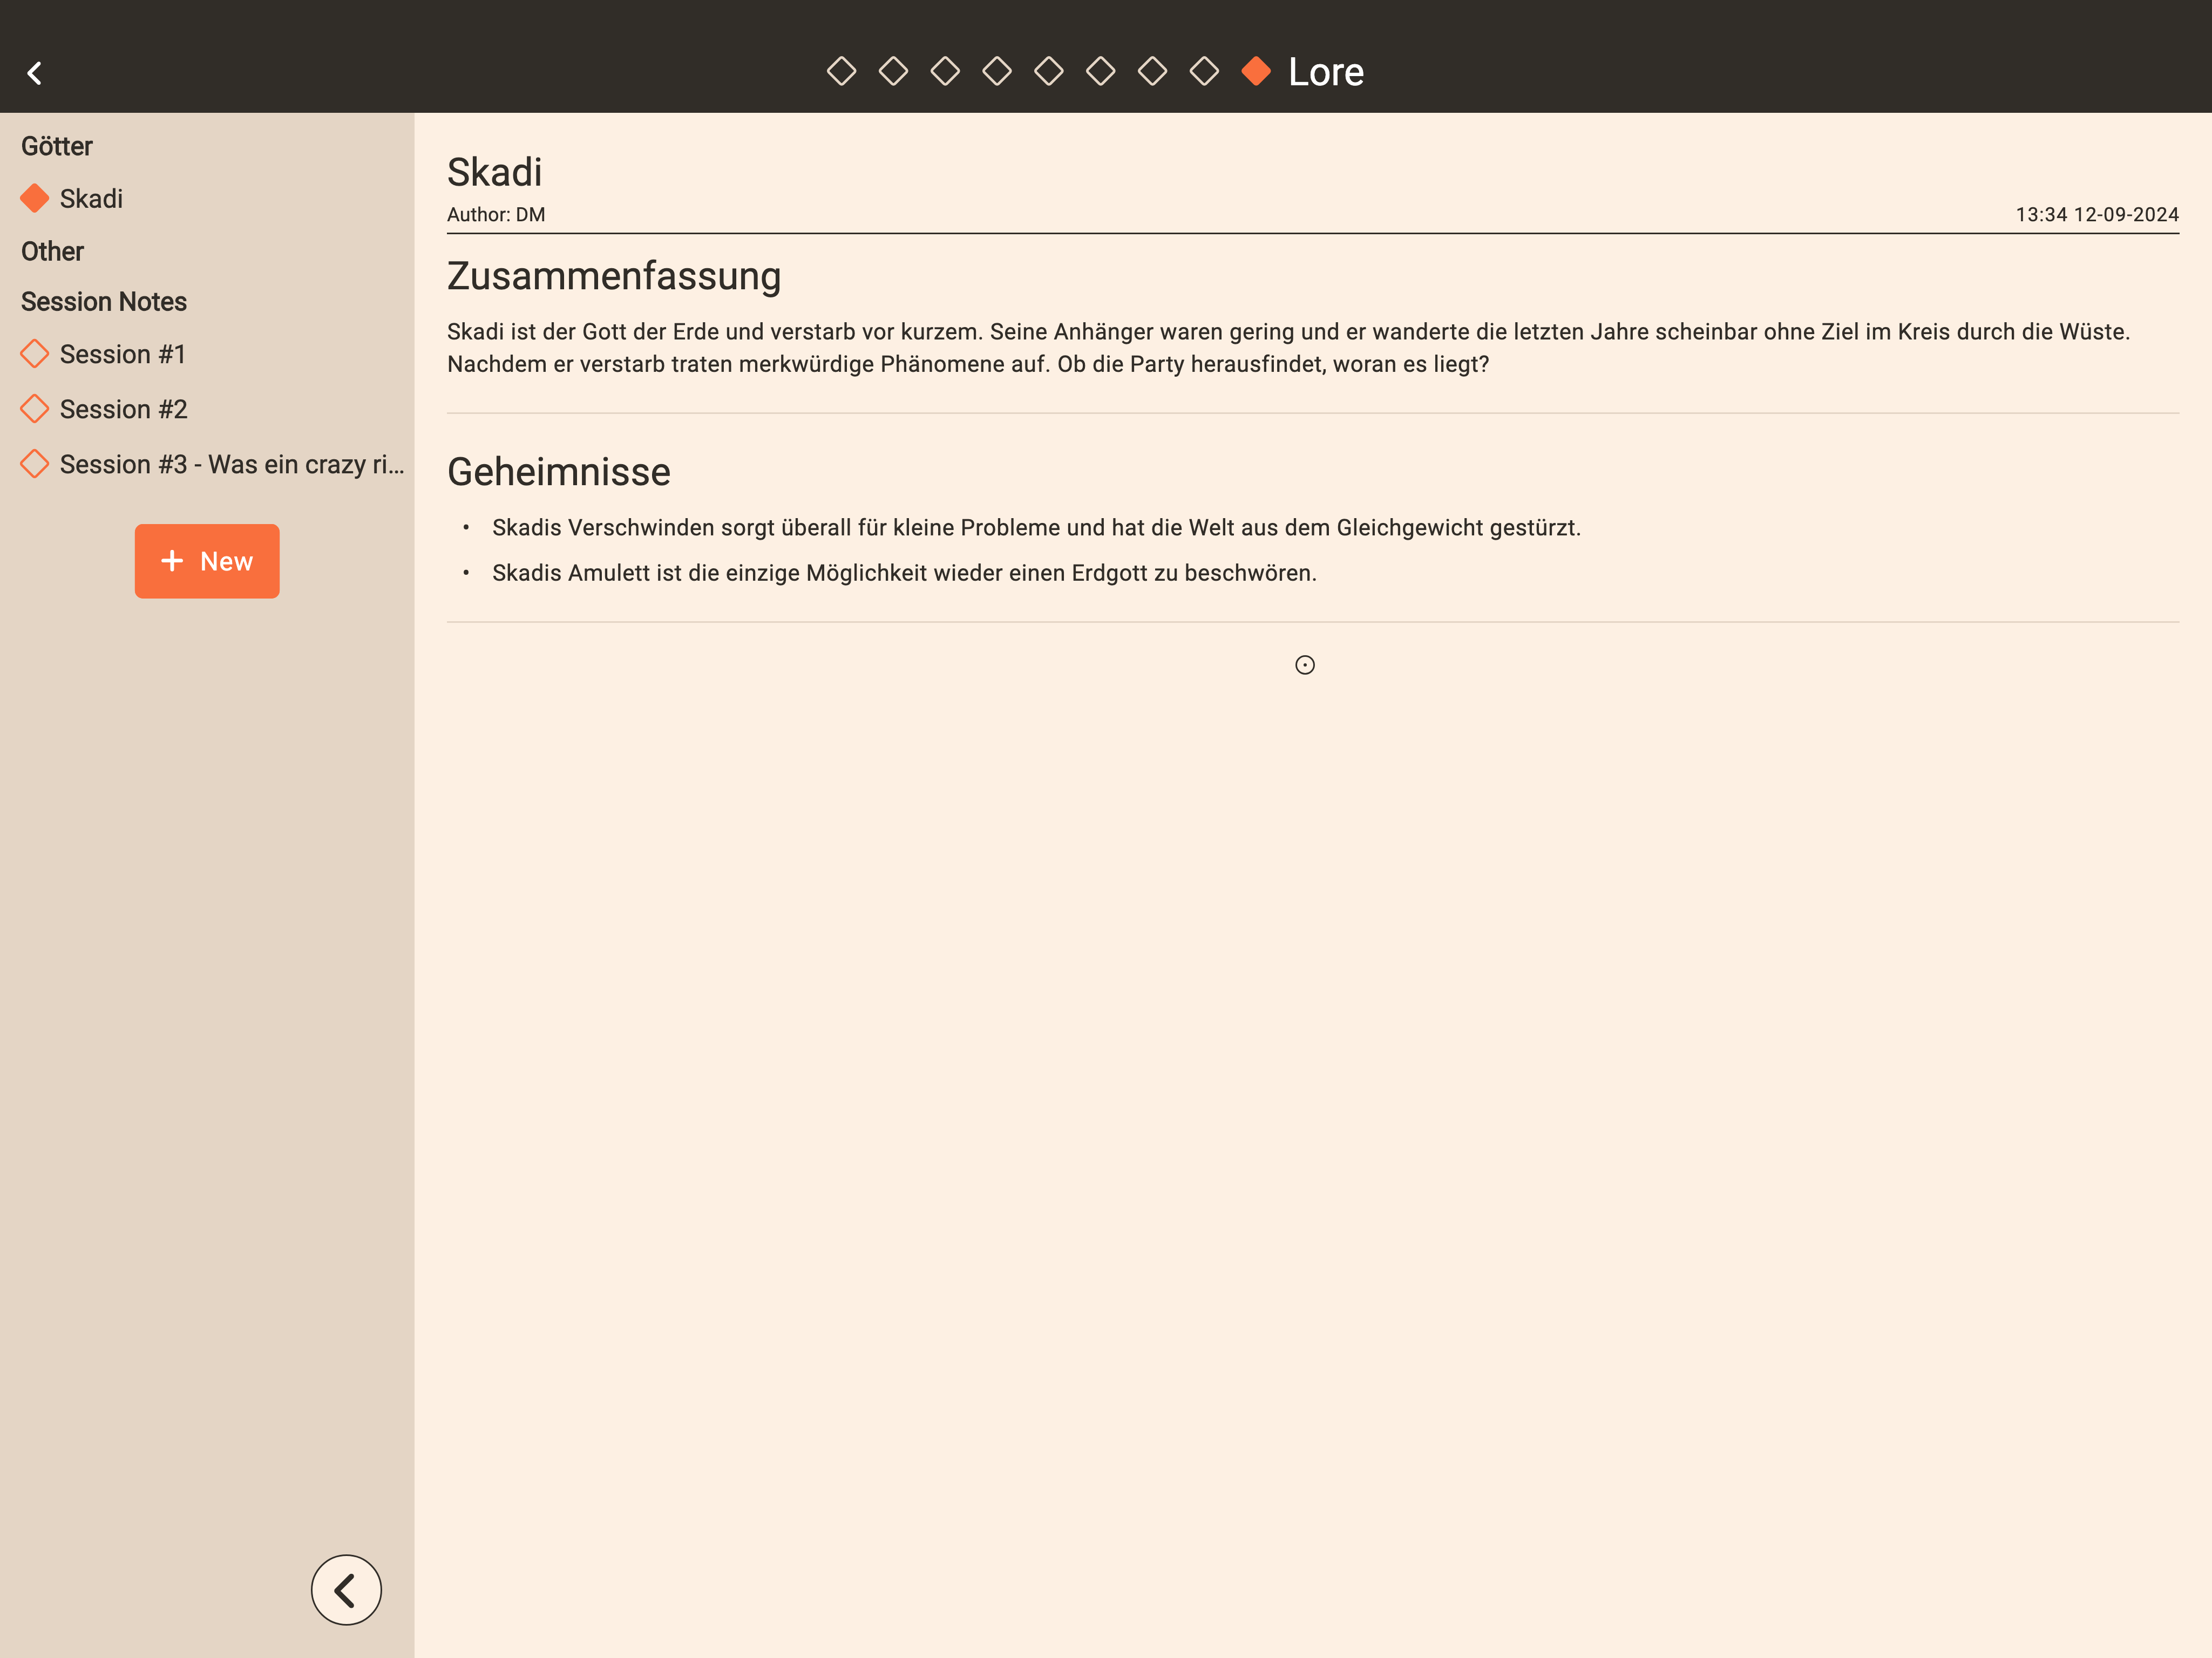 Lore
Götter
Skadi
Other
Session Notes
Session #1
Session #2
Session #3 - Was ein crazy ri...
+ New
Skadi
Author: DM
13:34 12-09-2024
Zusammenfassung
Skadi ist der Gott der Erde und verstarb vor kurzem. Seine Anhänger waren gering und er wanderte die letzten Jahre scheinbar ohne Ziel im Kreis durch die Wüste.
Nachdem er verstarb traten merkwürdige Phänomene auf. Ob die Party herausfindet, woran es liegt?
Geheimnisse
• Skadis Verschwinden sorgt überall für kleine Probleme und hat die Welt aus dem Gleichgewicht gestürzt.
• Skadis Amulett ist die einzige Möglichkeit wieder einen Erdgott zu beschwören.